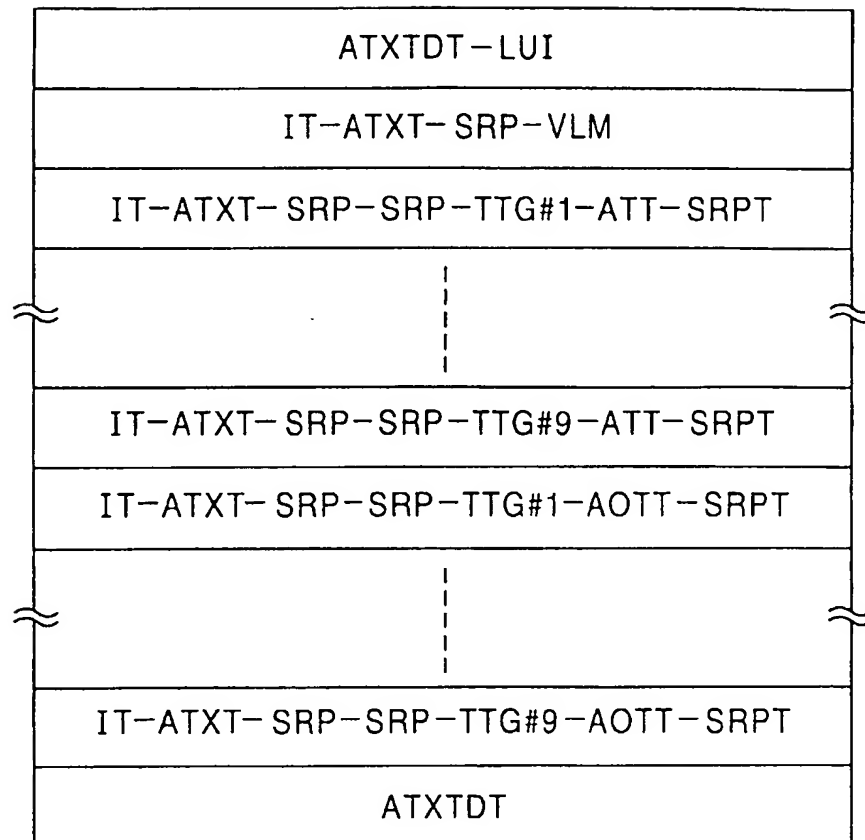 ATXTDT-LUI
IT-ATXT-SRP-VLM
IT-ATXT-SRP-SRP-TTG#1-ATT-SRPT
IT-ATXT-SRP-SRP-TTG#9-ATT-SRPT
IT-ATXT-SRP-SRP-TTG#1-AOTT-SRPT
IT-ATXT-SRP-SRP-TTG#9-AOTT-SRPT
ATXTDT